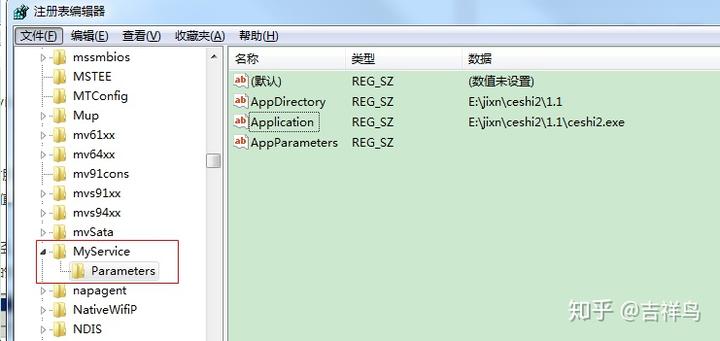 注册表编辑器
文件(F) 编辑(E) 查看(V) 收藏夹(A) 帮助(H)
mssmbios
MSTEE
MTConfig
Mup
mv61xx
mv64xx
mv91cons
mvs91xx
mvs94xx
mvSata
MyService
Parameters
napagent
NativeWifiP
NDIS
名称 类型 数据
(默认) REG_SZ (数值未设置)
AppDirectory REG_SZ E:\jixn\ceshi2\1.1
Application REG_SZ E:\jixn\ceshi2\1.1\ceshi2.exe
AppParameters REG_SZ
知乎 @吉祥鸟